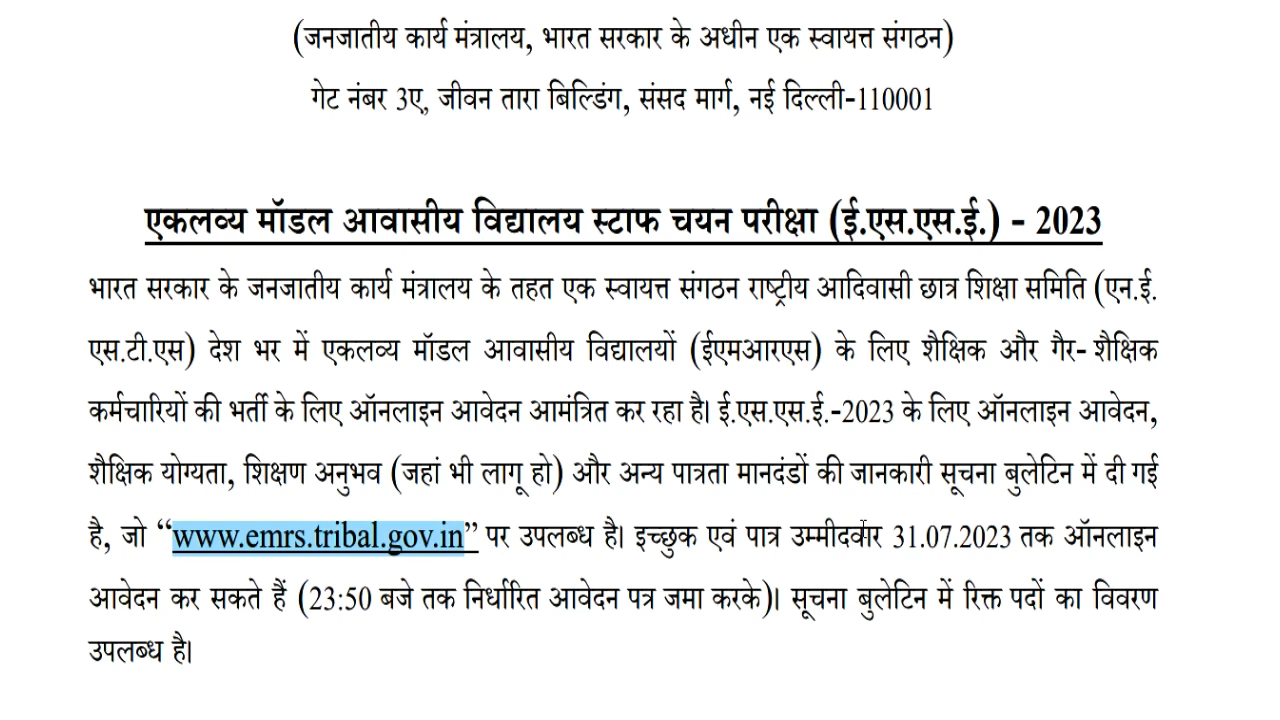 (जनजातीय कार्य मंत्रालय, भारत सरकार के अधीन एक स्वायत्त संगठन)
गेट नंबर 3ए, जीवन तारा बिल्डिंग, संसद मार्ग, नई दिल्ली-110001
एकलव्य मॉडल आवासीय विद्यालय स्टाफ चयन परीक्षा (ई.एस.एस.ई.) - 2023
भारत सरकार के जनजातीय कार्य मंत्रालय के तहत एक स्वायत्त संगठन राष्ट्रीय आदिवासी छात्र शिक्षा समिति (एन.ई.
एस.टी.एस) देश भर में एकलव्य मॉडल आवासीय विद्यालयों (ईएमआरएस) के लिए शैक्षिक और गैर- शैक्षिक
कर्मचारियों की भर्ती के लिए ऑनलाइन आवेदन आमंत्रित कर रहा है। ई.एस.एस.ई.-2023 के लिए ऑनलाइन आवेदन,
शैक्षिक योग्यता, शिक्षण अनुभव (जहां भी लागू हो) और अन्य पात्रता मानदंडों की जानकारी सूचना बुलेटिन में दी गई
है, जो “www.emrs.tribal.gov.in” पर उपलब्ध है। इच्छुक एवं पात्र उम्मीदवार 31.07.2023 तक ऑनलाइन
आवेदन कर सकते हैं (23:50 बजे तक निर्धारित आवेदन पत्र जमा करके)। सूचना बुलेटिन में रिक्त पदों का विवरण
उपलब्ध है।